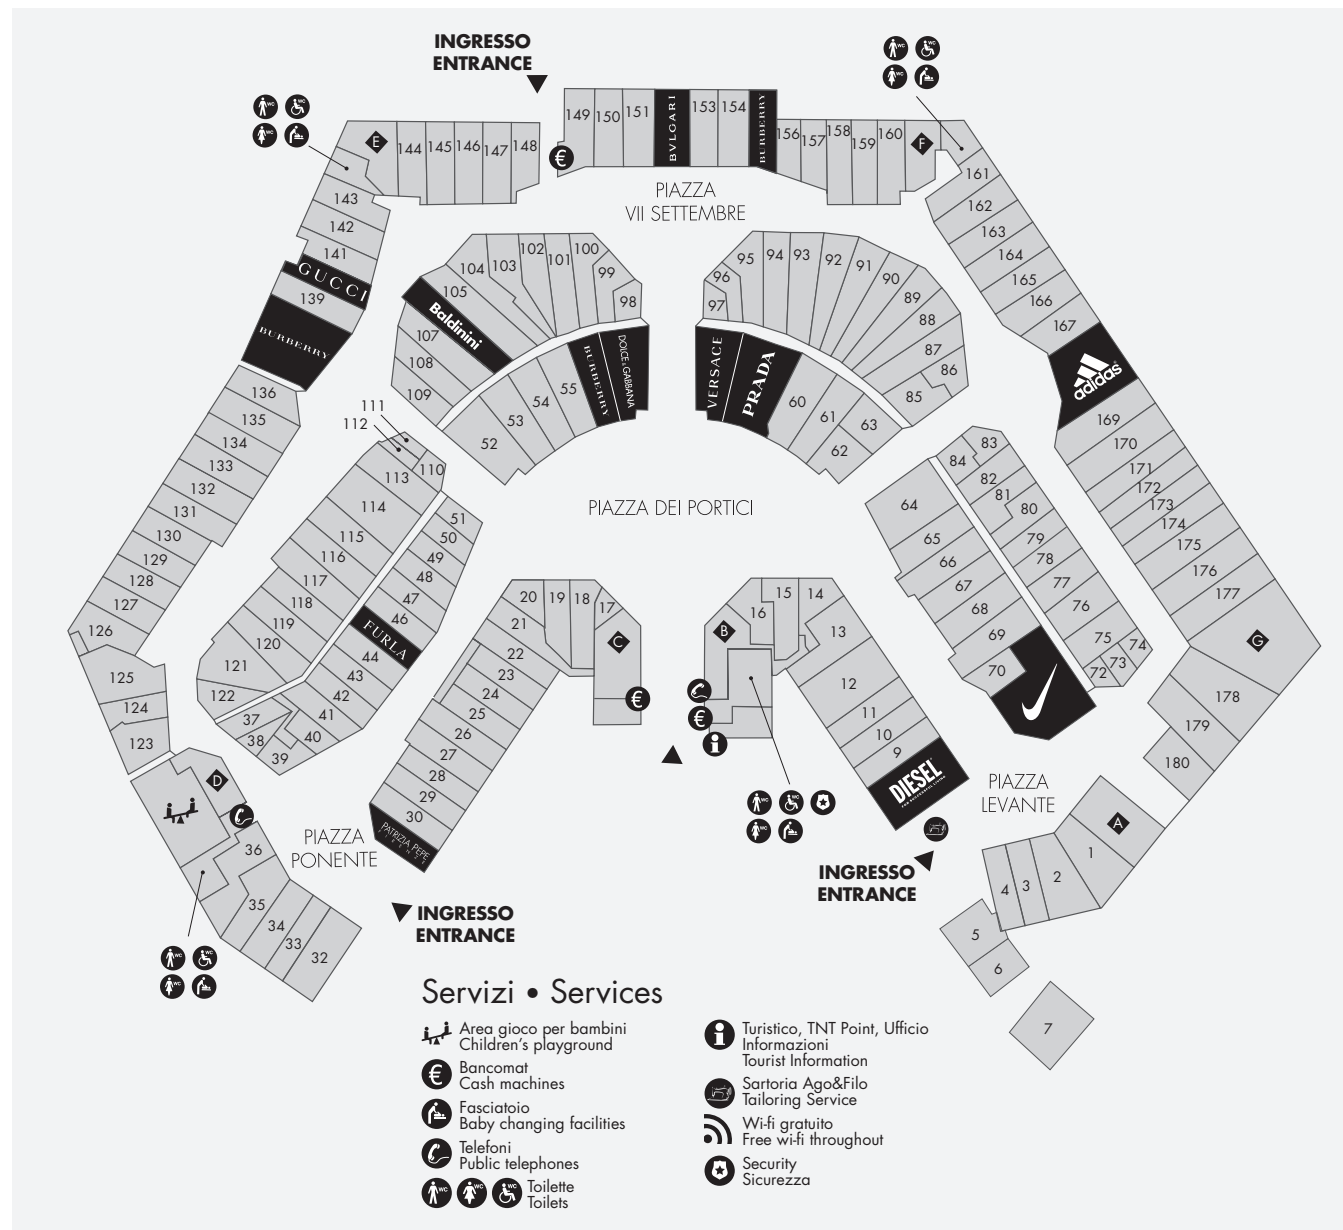 INGRESSO
ENTRANCE
149
150
151
BVLGARI
153
154
BURBERRY
156
157
158
159
160
F
E
144
145
146
147
148
€
PIAZZA
VII SETTEMBRE
143
142
141
GUCCI
139
BURBERRY
161
162
163
164
165
166
167
adidas
169
170
171
172
173
174
175
176
177
G
178
179
180
102
103
104
105
101
100
99
98
Baldinini
107
108
109
95
94
93
92
91
90
89
88
87
86
85
96
97
52
53
54
55
BURBERRY
DOLCE & GABBANA
VERSACE
PRADA
60
61
62
63
136
135
134
133
132
131
130
129
128
127
126
125
124
123
111
112
110
113
114
115
116
117
118
119
120
121
122
PIAZZA DEI PORTICI
51
50
49
48
47
46
FURLA
44
43
42
41
40
39
38
37
64
65
66
67
68
69
70
84
83
82
81
80
79
78
77
76
75
74
73
72
20
19
18
17
21
22
23
24
25
26
27
28
29
30
PATRIZIA PEPE
FIRENZE
C
€
16
15
14
13
12
11
10
9
B
€
i
DIESEL
FOR SUCCESSFUL LIVING
D
PIAZZA
PONENTE
36
35
34
33
32
PIAZZA
LEVANTE
A
1
2
3
4
5
6
7
INGRESSO
ENTRANCE
INGRESSO
ENTRANCE
WC
Servizi • Services
Area gioco per bambini
Children's playground
€ Bancomat
Cash machines
Fasciatoio
Baby changing facilities
Telefoni
Public telephones
WC WC WC Toilette
Toilets
i Turistico, TNT Point, Ufficio
Informazioni
Tourist Information
Sartoria Ago&Filo
Tailoring Service
Wi-fi gratuito
Free wi-fi throughout
Security
Sicurezza